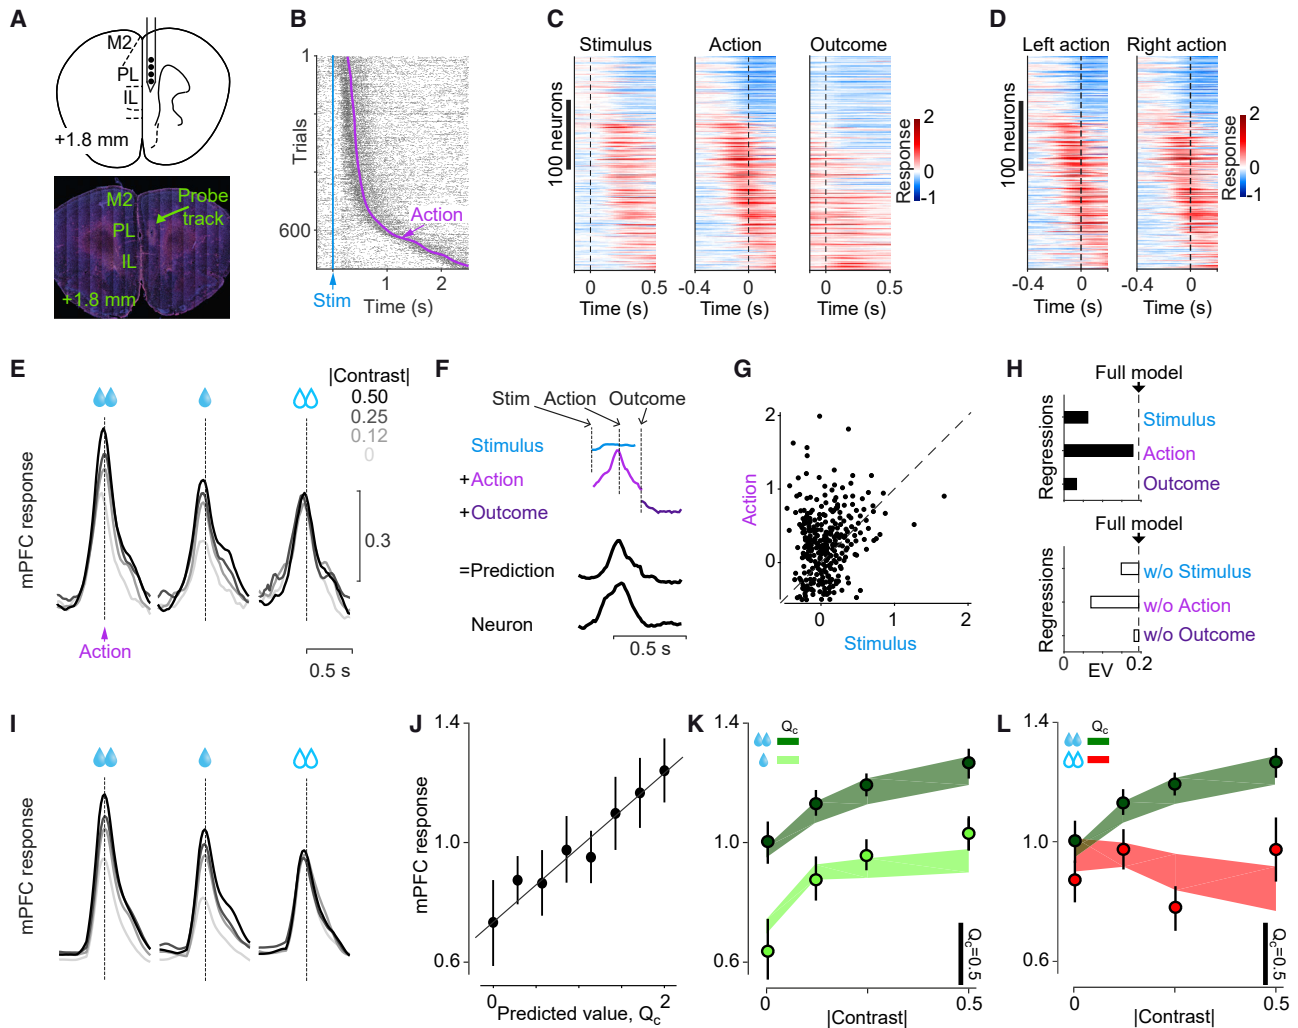 A
M2
PL
IL
+1.8 mm
M2
Probe
track
PL
IL
+1.8 mm
B
1
Trials
600
Action
Stim
1
2
Time (s)
C
Stimulus
Action
Outcome
100 neurons
0
0.5
-0.4
0
0
0.5
Time (s)
Time (s)
Time (s)
Response
2
0
-1
D
Left action
Right action
100 neurons
-0.4
0
-0.4
0
Time (s)
Time (s)
Response
2
0
-1
E
|Contrast|
0.50
0.25
0.12
0
mPFC response
0.3
Action
0.5 s
F
Stim
Action
Outcome
Stimulus
+Action
+Outcome
=Prediction
Neuron
0.5 s
G
2
1
0
Action
0
1
2
Stimulus
H
Full model
Regressions
Stimulus
Action
Outcome
Full model
Regressions
w/o Stimulus
w/o Action
w/o Outcome
0
0.2
EV
I
mPFC response
J
1.4
1.0
0.6
mPFC response
0
2
Predicted value, Qc
K
1.4
1.0
0.6
Qc
Qc=0.5
0
0.5
|Contrast|
L
1.4
1.0
0.6
Qc
Qc=0.5
0
0.5
|Contrast|